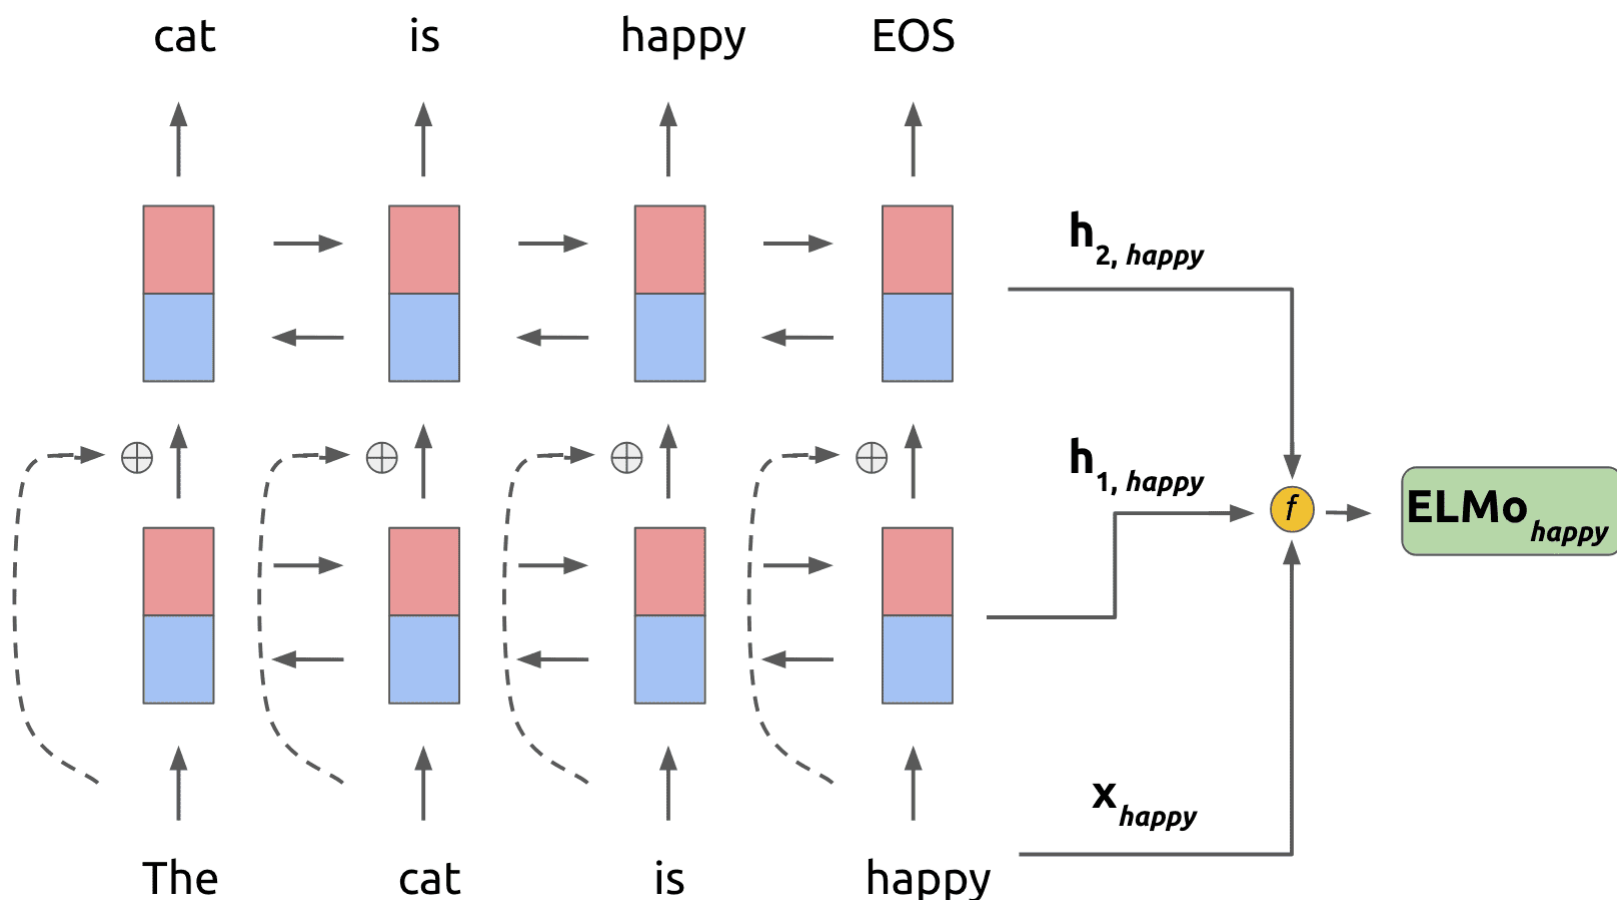 cat is happy EOS
h2, happy
h1, happy
f
ELMo happy
x happy
The cat is happy